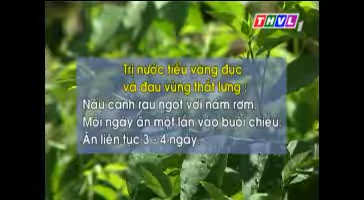 THVL1
Trị nước tiểu vàng đục
và đau vùng thắt lưng :
Nấu canh rau ngót với nấm rơm.
Mỗi ngày ăn một lần vào buổi chiều.
Ăn liên tục 3 - 4 ngày.